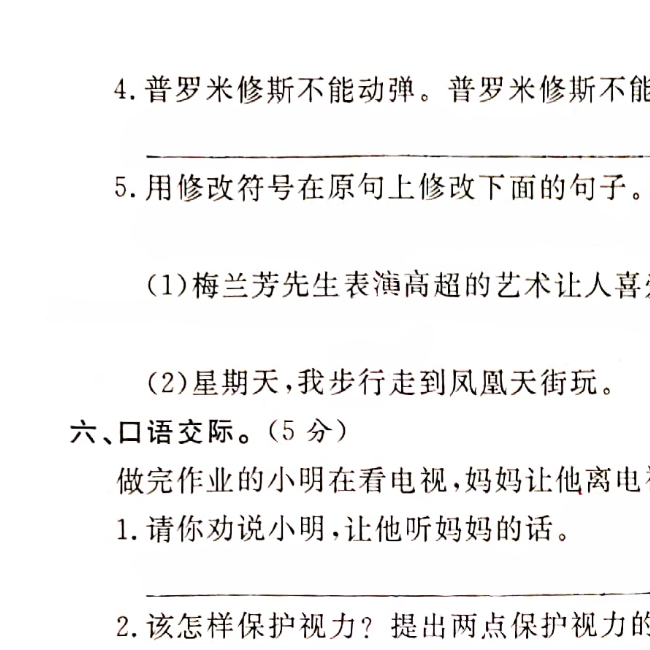 4.普罗米修斯不能动弹。普罗米修斯不能
5.用修改符号在原句上修改下面的句子。
(1)梅兰芳先生表演高超的艺术让人喜
(2)星期天,我步行走到凤凰天街玩。
六、口语交际。(5分)
做完作业的小明在看电视,妈妈让他离电
1.请你劝说小明,让他听妈妈的话。
2.该怎样保护视力？提出两点保护视力的